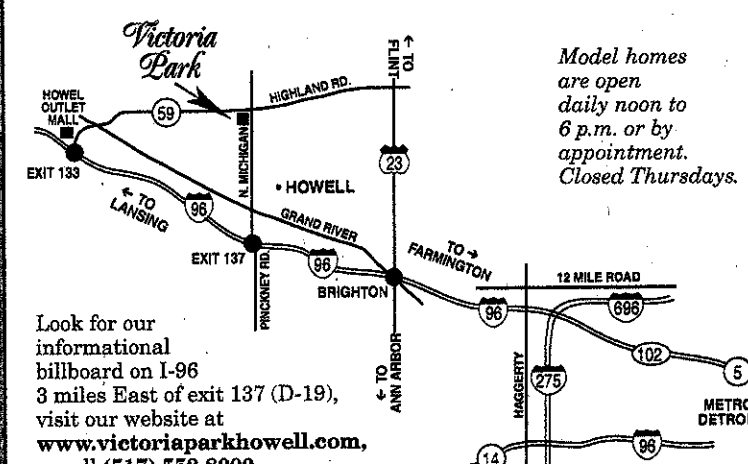 Victoria
Park
← TO
FLINT
Model homes
are open
daily noon to
6 p.m. or by
appointment.
Closed Thursdays.
HOWEL
OUTLET
MALL
59
HIGHLAND RD.
EXIT 133
N. MICHIGAN
23
• HOWELL
← TO
LANSING
96
GRAND RIVER
EXIT 137
96
PINCKNEY RD.
BRIGHTON
TO →
FARMINGTON
12 MILE ROAD
96
696
102
5
METRO
DETRO
HAGGERTY
275
← TO
ANN ARBOR
14
96
Look for our
informational
billboard on I-96
3 miles East of exit 137 (D-19),
visit our website at
www.victoriaparkhowell.com,